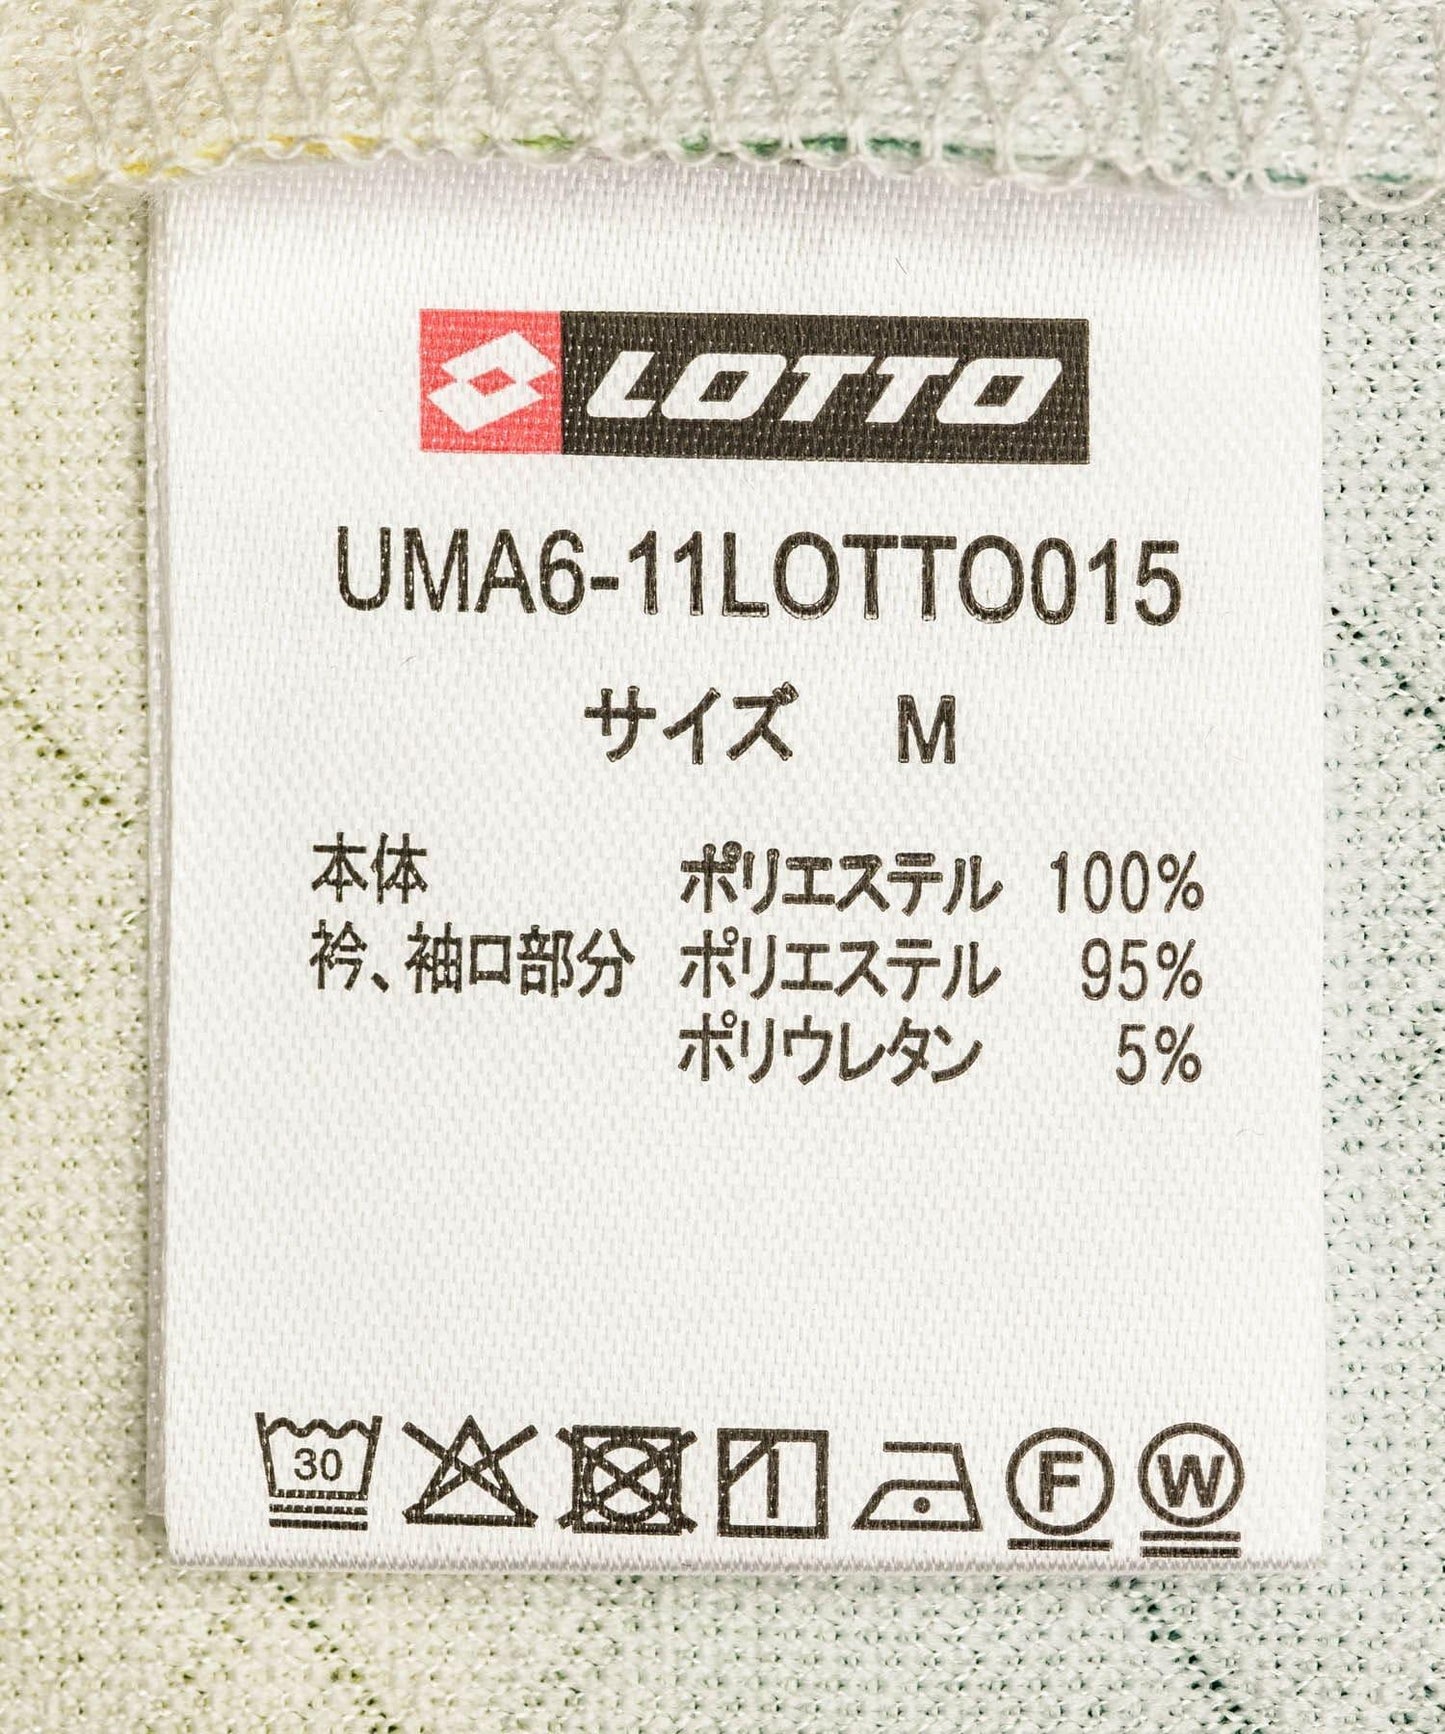 LOTTO
UMA6-11LOTTO015
サイズ M
本体 ポリエステル 100%
衿、袖口部分 ポリエステル 95%
ポリウレタン 5%
30 F W